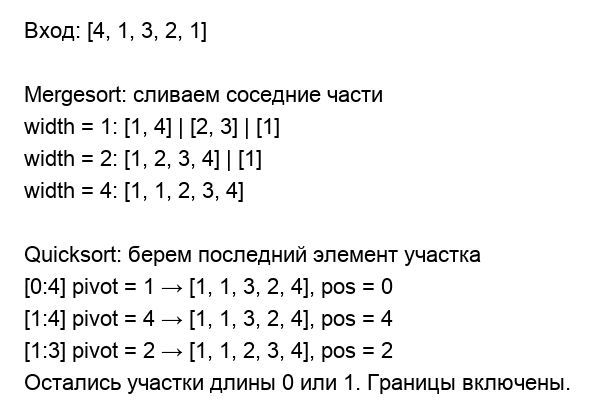 Вход: [4, 1, 3, 2, 1]
Mergesort: сливаем соседние части
width = 1: [1, 4] | [2, 3] | [1]
width = 2: [1, 2, 3, 4] | [1]
width = 4: [1, 1, 2, 3, 4]
Quicksort: берем последний элемент участка
[0:4] pivot = 1 → [1, 1, 3, 2, 4], pos = 0
[1:4] pivot = 4 → [1, 1, 3, 2, 4], pos = 4
[1:3] pivot = 2 → [1, 1, 2, 3, 4], pos = 2
Остались участки длины 0 или 1. Границы включены.